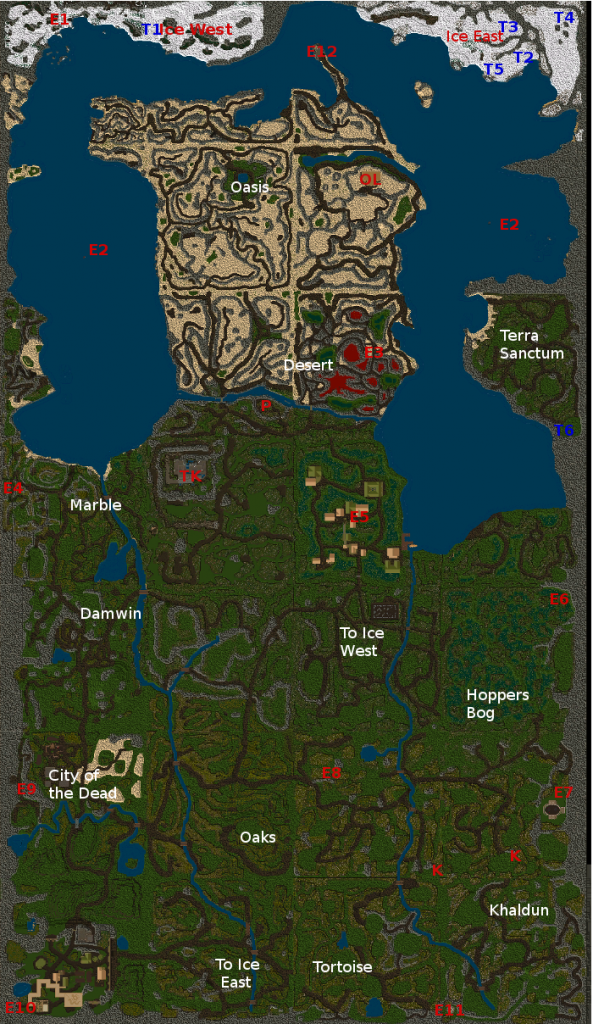 E1
T1
Ice West
T3
T4
Ice East
E12
T2
T5
OL
Oasis
E2
E2
Terra
Sanctum
E3
Desert
P
T6
TK
E4
Marble
E5
E6
Damwin
To Ice
West
Hoppers
Bog
E8
City of
the Dead
E9
E7
Oaks
K
K
Khaldun
To Ice
East
Tortoise
E10
E11